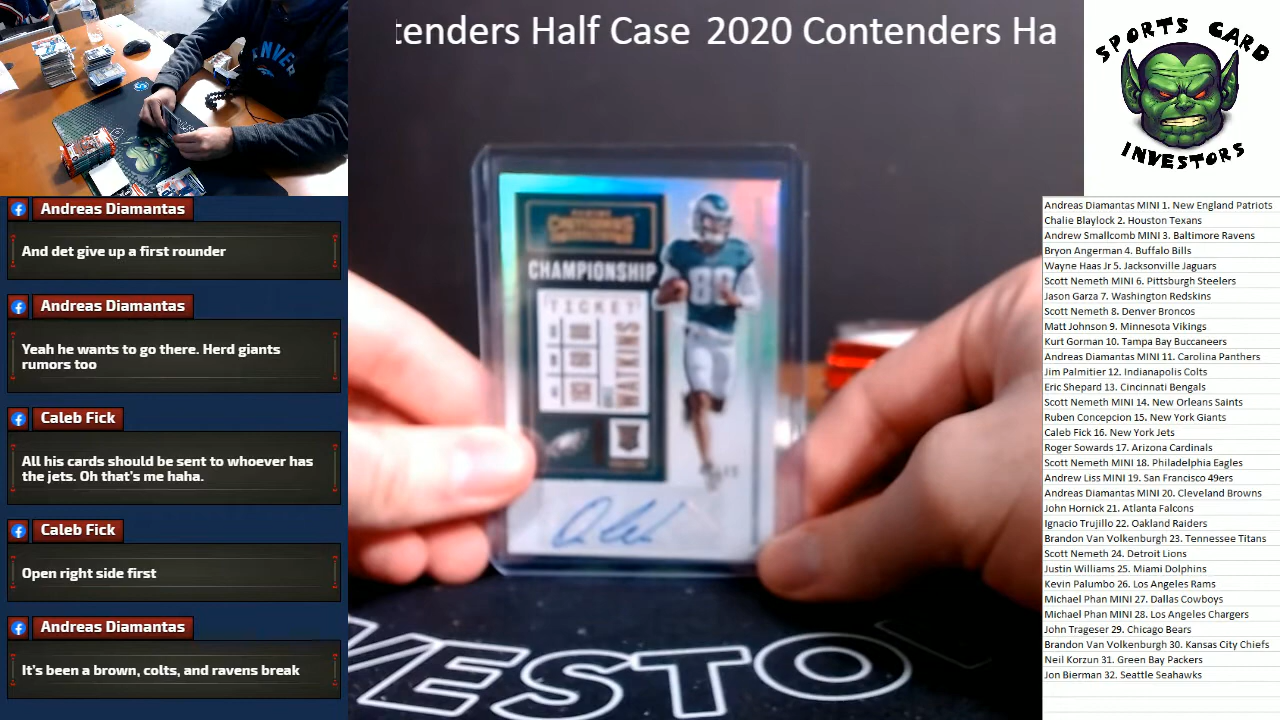 tenders Half Case 2020 Contenders Ha
SPORTS CARD
INVESTORS
Andreas Diamantas
And det give up a first rounder
Andreas Diamantas
Yeah he wants to go there. Herd giants
rumors too
Caleb Fick
All his cards should be sent to whoever has
the jets. Oh that's me haha.
Caleb Fick
Open right side first
Andreas Diamantas
It's been a brown, colts, and ravens break
CONTENDERS
CHAMPIONSHIP
TICKET
WATKINS
88
VESTO
Andreas Diamantas MINI 1. New England Patriots
Chalie Blaylock 2. Houston Texans
Andrew Smallcomb MINI 3. Baltimore Ravens
Bryon Angerman 4. Buffalo Bills
Wayne Haas Jr 5. Jacksonville Jaguars
Scott Nemeth MINI 6. Pittsburgh Steelers
Jason Garza 7. Washington Redskins
Scott Nemeth 8. Denver Broncos
Matt Johnson 9. Minnesota Vikings
Kurt Gorman 10. Tampa Bay Buccaneers
Andreas Diamantas MINI 11. Carolina Panthers
Jim Palmitier 12. Indianapolis Colts
Eric Shepard 13. Cincinnati Bengals
Scott Nemeth MINI 14. New Orleans Saints
Ruben Concepcion 15. New York Giants
Caleb Fick 16. New York Jets
Roger Sowards 17. Arizona Cardinals
Scott Nemeth MINI 18. Philadelphia Eagles
Andrew Liss MINI 19. San Francisco 49ers
Andreas Diamantas MINI 20. Cleveland Browns
John Hornick 21. Atlanta Falcons
Ignacio Trujillo 22. Oakland Raiders
Brandon Van Volkenburgh 23. Tennessee Titans
Scott Nemeth 24. Detroit Lions
Justin Williams 25. Miami Dolphins
Kevin Palumbo 26. Los Angeles Rams
Michael Phan MINI 27. Dallas Cowboys
Michael Phan MINI 28. Los Angeles Chargers
John Trageser 29. Chicago Bears
Brandon Van Volkenburgh 30. Kansas City Chiefs
Neil Korzun 31. Green Bay Packers
Jon Bierman 32. Seattle Seahawks